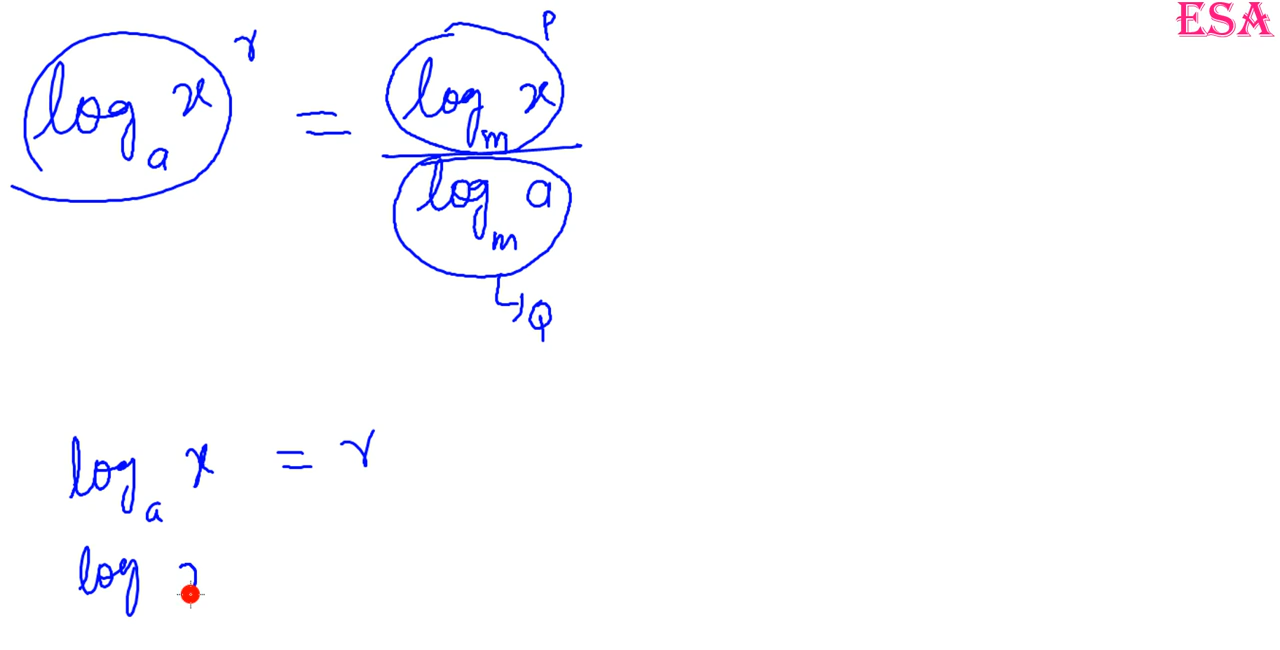 ESA
(log_a x) r = (log_m x) P / (log_m a) ↳ Q
log_a x = r
log